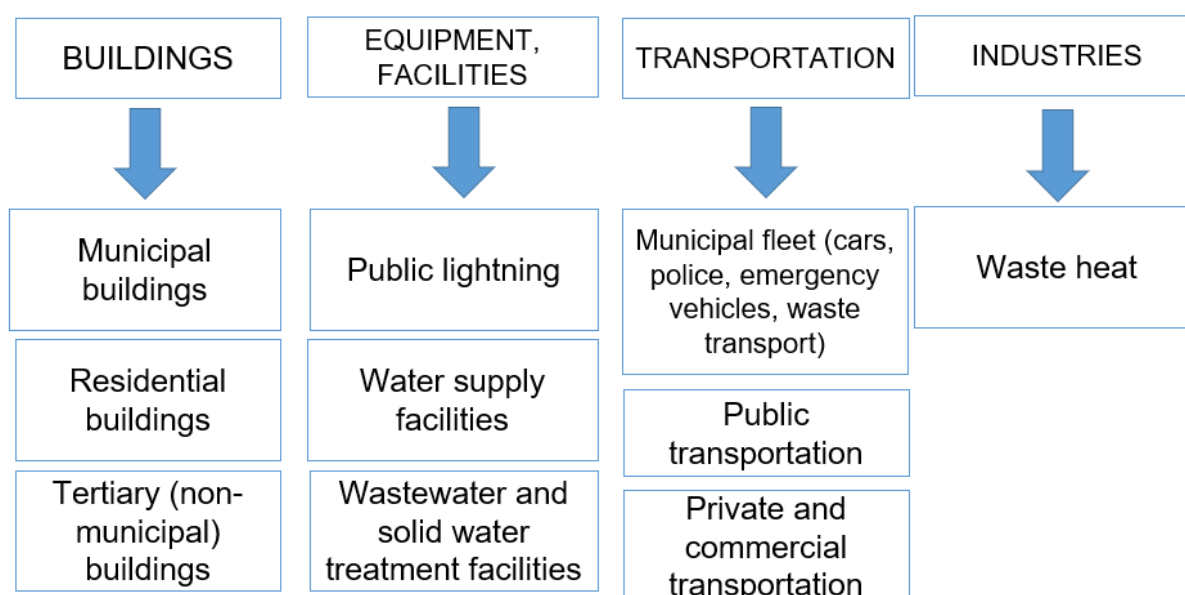 BUILDINGS
EQUIPMENT,
FACILITIES
TRANSPORTATION
INDUSTRIES
Municipal
buildings
Residential
buildings
Tertiary (non-
municipal)
buildings
Public lightning
Water supply
facilities
Wastewater and
solid water
treatment facilities
Municipal fleet (cars,
police, emergency
vehicles, waste
transport)
Public
transportation
Private and
commercial
transportation
Waste heat